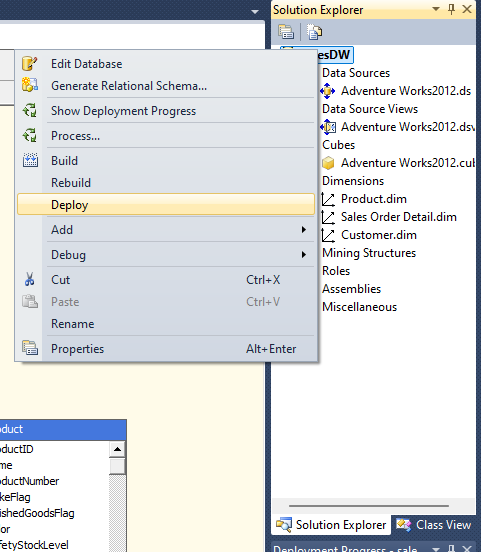 Solution Explorer
esDW
Data Sources
Adventure Works2012.ds
Data Source Views
Adventure Works2012.dsv
Cubes
Adventure Works2012.cub
Dimensions
Product.dim
Sales Order Detail.dim
Customer.dim
Mining Structures
Roles
Assemblies
Miscellaneous
Edit Database
Generate Relational Schema...
Show Deployment Progress
Process...
Build
Rebuild
Deploy
Add
Debug
Cut Ctrl+X
Paste Ctrl+V
Rename
Properties Alt+Enter
oduct
oductID
me
oductNumber
akeFlag
ishedGoodsFlag
or
fetyStockLevel
Solution Explorer Class View
Deployment Progress - sale